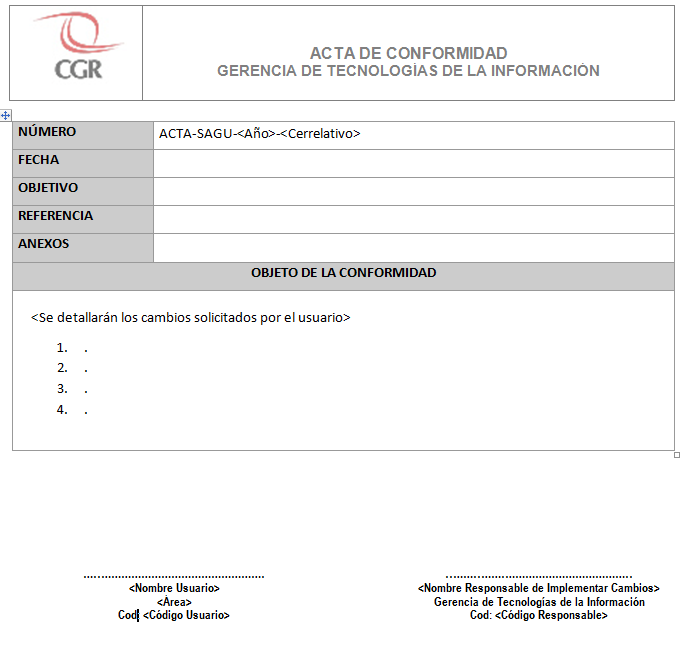 CGR
ACTA DE CONFORMIDAD
GERENCIA DE TECNOLOGÍAS DE LA INFORMACIÓN
NÚMERO ACTA-SAGU-<Año>-<Cerrelativo>
FECHA
OBJETIVO
REFERENCIA
ANEXOS
OBJETO DE LA CONFORMIDAD
<Se detallarán los cambios solicitados por el usuario>
1. .
2. .
3. .
4. .
<Nombre Usuario> <Nombre Responsable de Implementar Cambios>
<Área> Gerencia de Tecnologías de la Información
Cod: <Código Usuario> Cod: <Código Responsable>